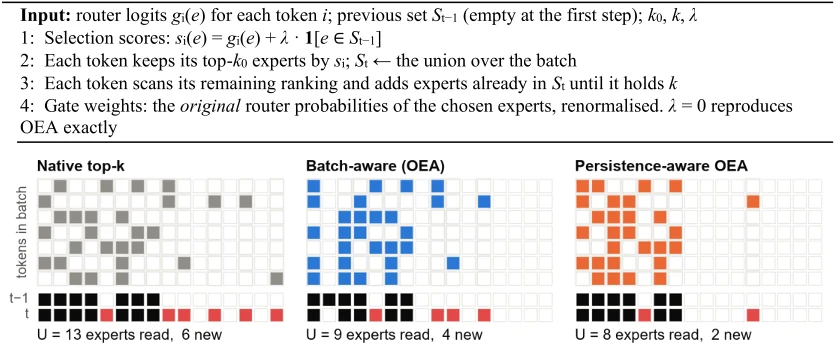 Input: router logits gᵢ(e) for each token i; previous set Sₜ₋₁ (empty at the first step); k₀, k, λ
1: Selection scores: sᵢ(e) = gᵢ(e) + λ · 1[e ∈ Sₜ₋₁]
2: Each token keeps its top-k₀ experts by sᵢ; Sₜ ← the union over the batch
3: Each token scans its remaining ranking and adds experts already in Sₜ until it holds k
4: Gate weights: the original router probabilities of the chosen experts, renormalised. λ = 0 reproduces
OEA exactly
Native top-k
Batch-aware (OEA)
Persistence-aware OEA
tokens in batch
t−1
t
U = 13 experts read, 6 new
U = 9 experts read, 4 new
U = 8 experts read, 2 new